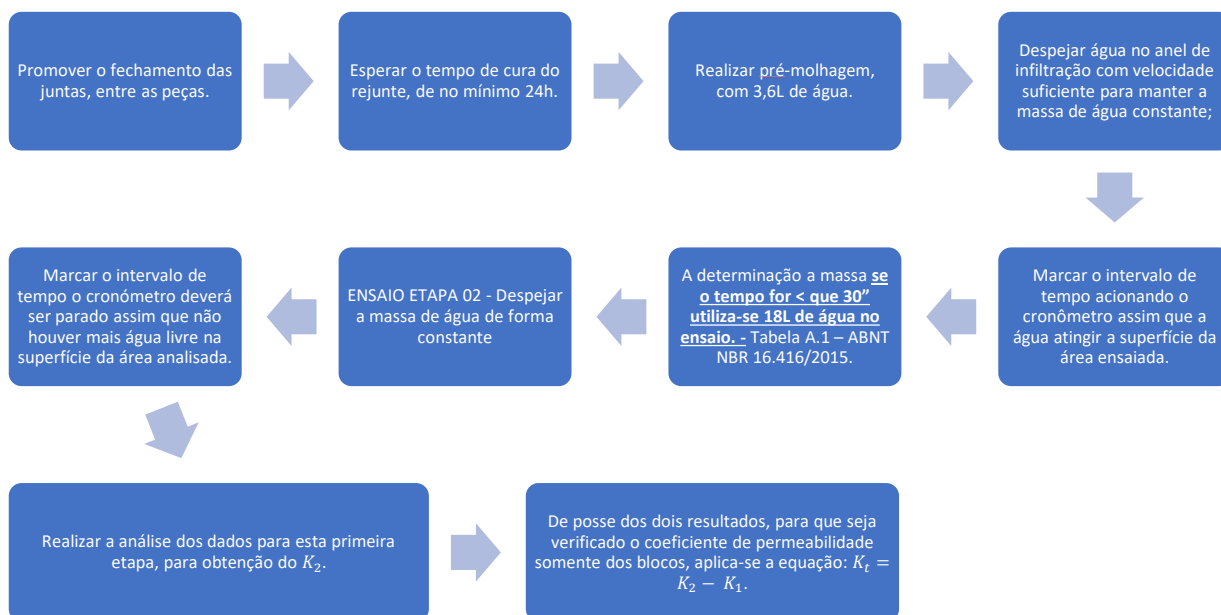 Promover o fechamento das
juntas, entre as peças.
Esperar o tempo de cura do
rejunte, de no mínimo 24h.
Realizar pré-molhagem,
com 3,6L de água.
Despejar água no anel de
infiltração com velocidade
suficiente para manter a
massa de água constante;
Marcar o intervalo de
tempo acionando o
cronômetro assim que a
água atingir a superfície da
área ensaiada.
A determinação a massa se
o tempo for < que 30”
utiliza-se 18L de água no
ensaio. - Tabela A.1 – ABNT
NBR 16.416/2015.
ENSAIO ETAPA 02 - Despejar
a massa de água de forma
constante
Marcar o intervalo de
tempo o cronómetro deverá
ser parado assim que não
houver mais água livre na
superfície da área analisada.
Realizar a análise dos dados para esta primeira
etapa, para obtenção do K₂.
De posse dos dois resultados, para que seja
verificado o coeficiente de permeabilidade
somente dos blocos, aplica-se a equação: Kₜ =
K₂ − K₁.